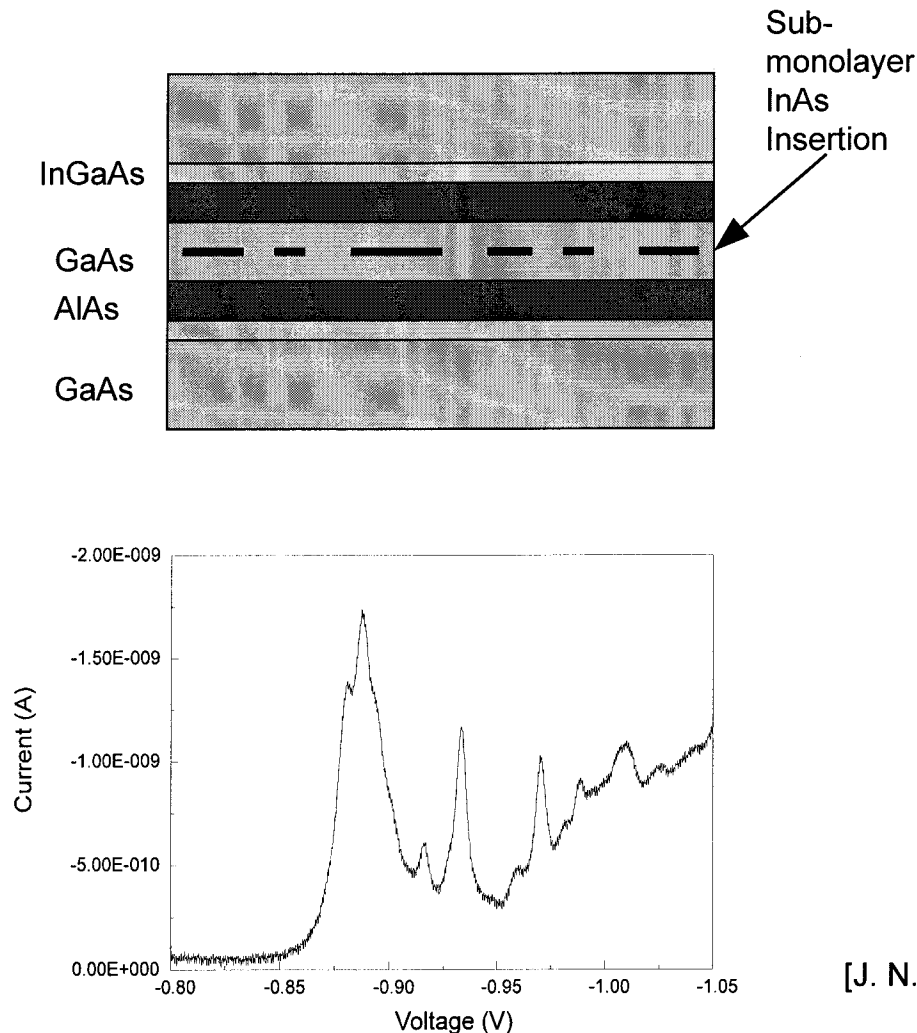 Sub-
monolayer
InAs
Insertion
InGaAs
GaAs
AlAs
GaAs
-2.00E-009
-1.50E-009
-1.00E-009
-5.00E-010
0.00E+000
Current (A)
-0.80
-0.85
-0.90
-0.95
-1.00
-1.05
Voltage (V)
[J. N.